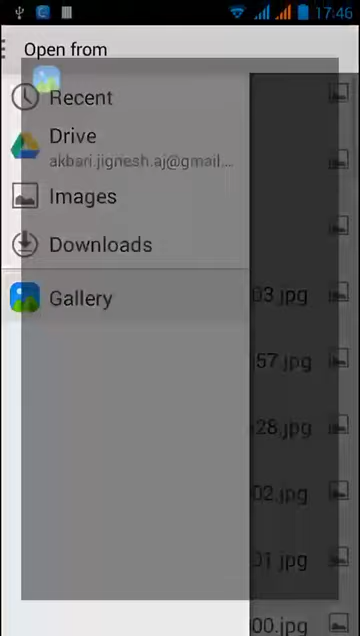 17:46
Open from
Recent
Drive
akbari.jignesh.aj@gmail....
Images
Downloads
Gallery
03.jpg
57.jpg
28.jpg
02.jpg
01.jpg
00.jpg